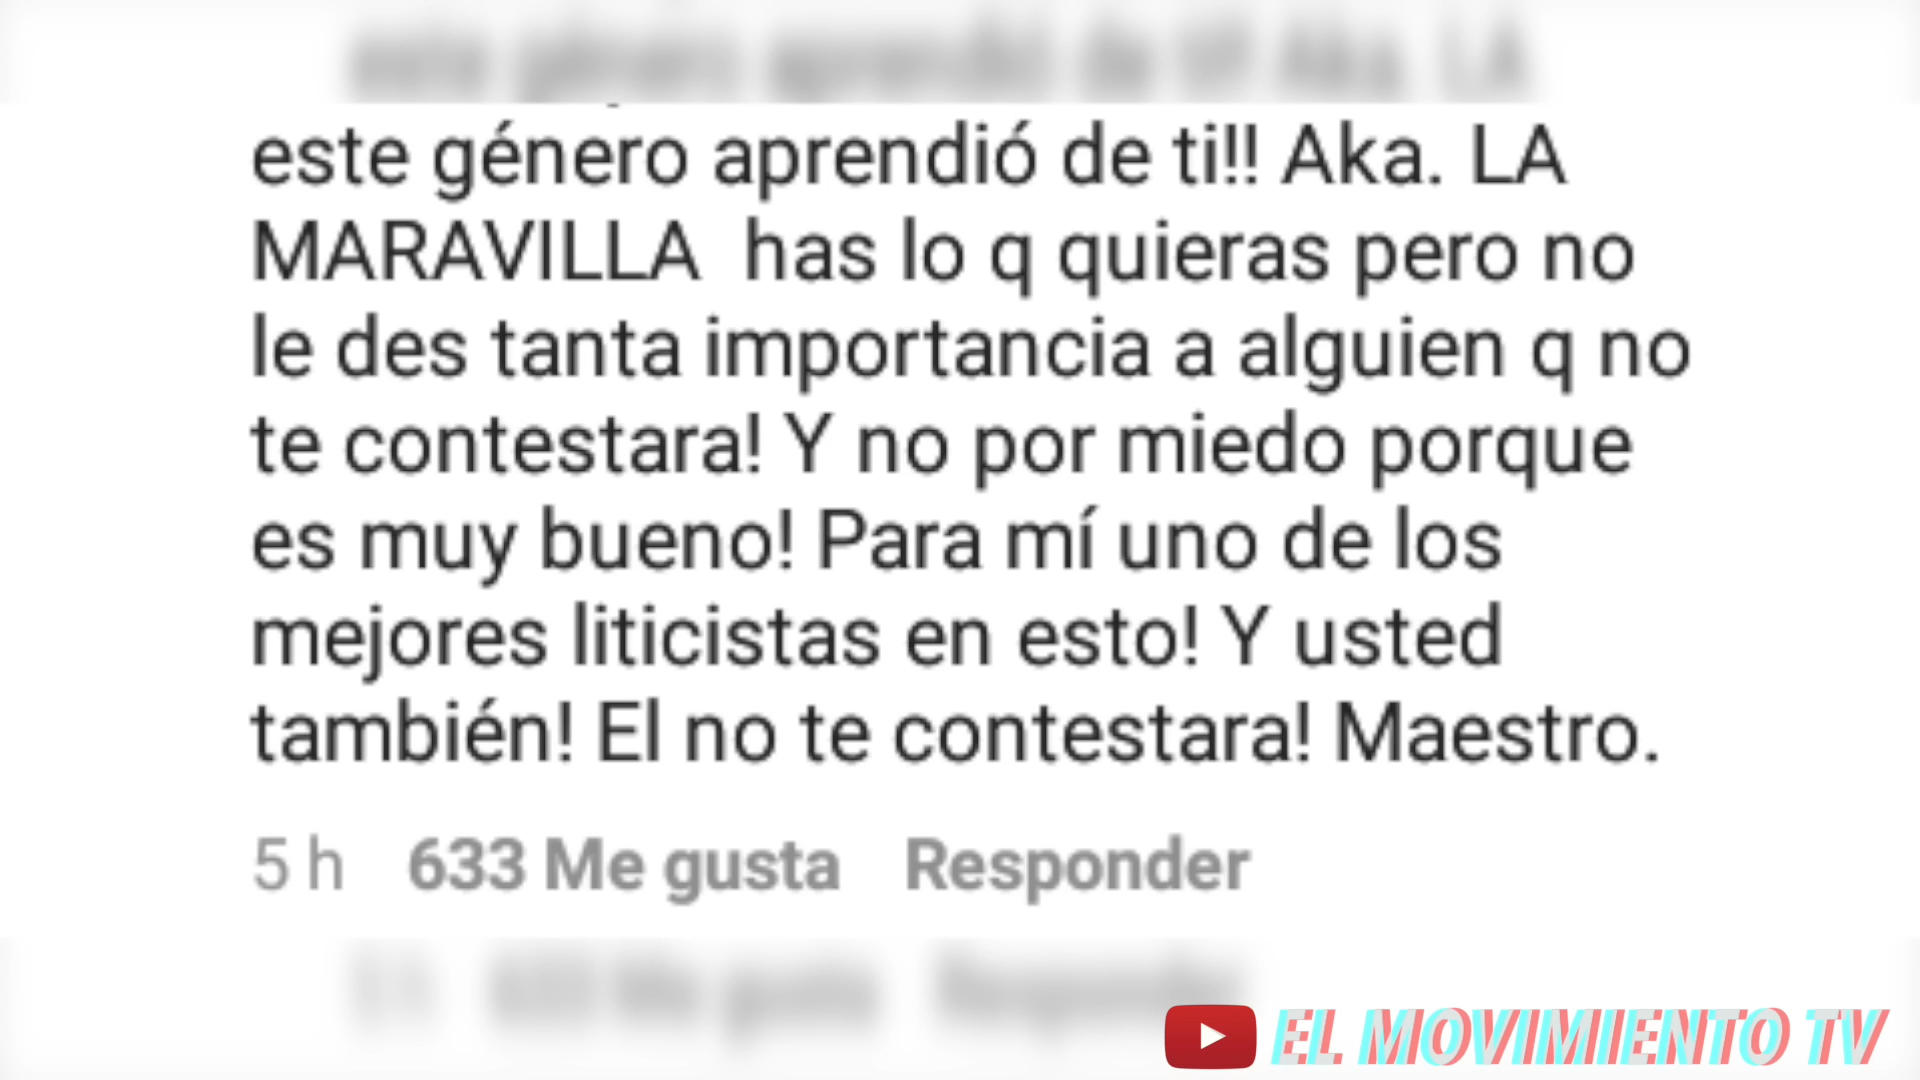 este género aprendió de ti!! Aka. LA
MARAVILLA  has lo q quieras pero no
le des tanta importancia a alguien q no
te contestara! Y no por miedo porque
es muy bueno! Para mí uno de los
mejores liticistas en esto! Y usted
también! El no te contestara! Maestro.
5 h 633 Me gusta Responder
EL MOVIMIENTO TV